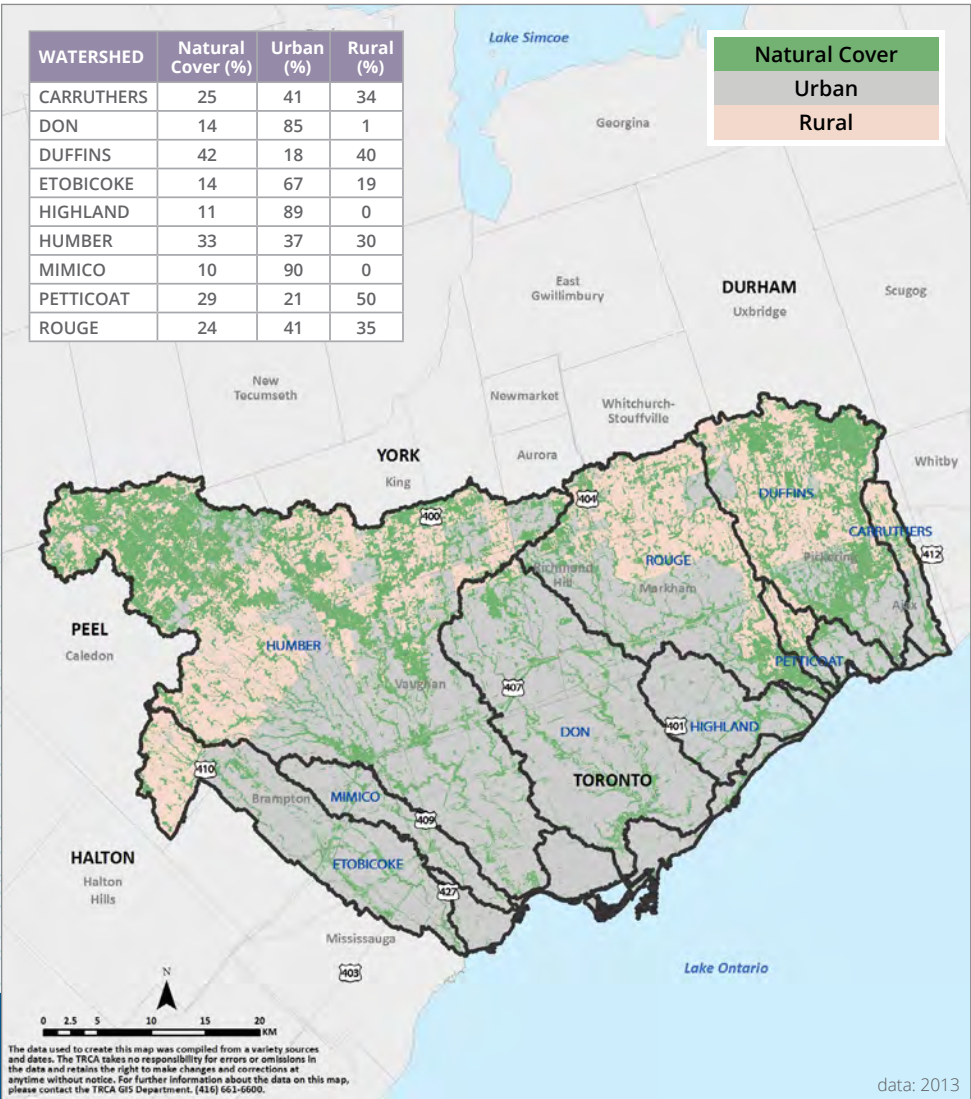 WATERSHED Natural Cover (%) Urban (%) Rural (%)
CARRUTHERS 25 41 34
DON 14 85 1
DUFFINS 42 18 40
ETOBICOKE 14 67 19
HIGHLAND 11 89 0
HUMBER 33 37 30
MIMICO 10 90 0
PETTICOAT 29 21 50
ROUGE 24 41 35
Lake Simcoe
Natural Cover
Urban
Rural
Georgina
East
Gwillimbury
DURHAM
Uxbridge
Scugog
New
Tecumseth
Newmarket
Whitchurch-
Stouffville
YORK
King
Aurora
Whitby
400
404
DUFFINS
CARRUTHERS
412
Pickering
ROUGE
Richmond
Hill
Markham
Ajax
PEEL
Caledon
HUMBER
PETTICOAT
Vaughan
407
401
HIGHLAND
DON
TORONTO
410
Brampton
MIMICO
409
ETOBICOKE
427
HALTON
Halton
Hills
Mississauga
403
Lake Ontario
N
0 2.5 5 10 15 20
KM
The data used to create this map was compiled from a variety sources
and dates. The TRCA takes no responsibility for errors or omissions in
the data and retains the right to make changes and corrections at
anytime without notice. For further information about the data on this map,
please contact the TRCA GIS Department. (416) 661-6600.
data: 2013